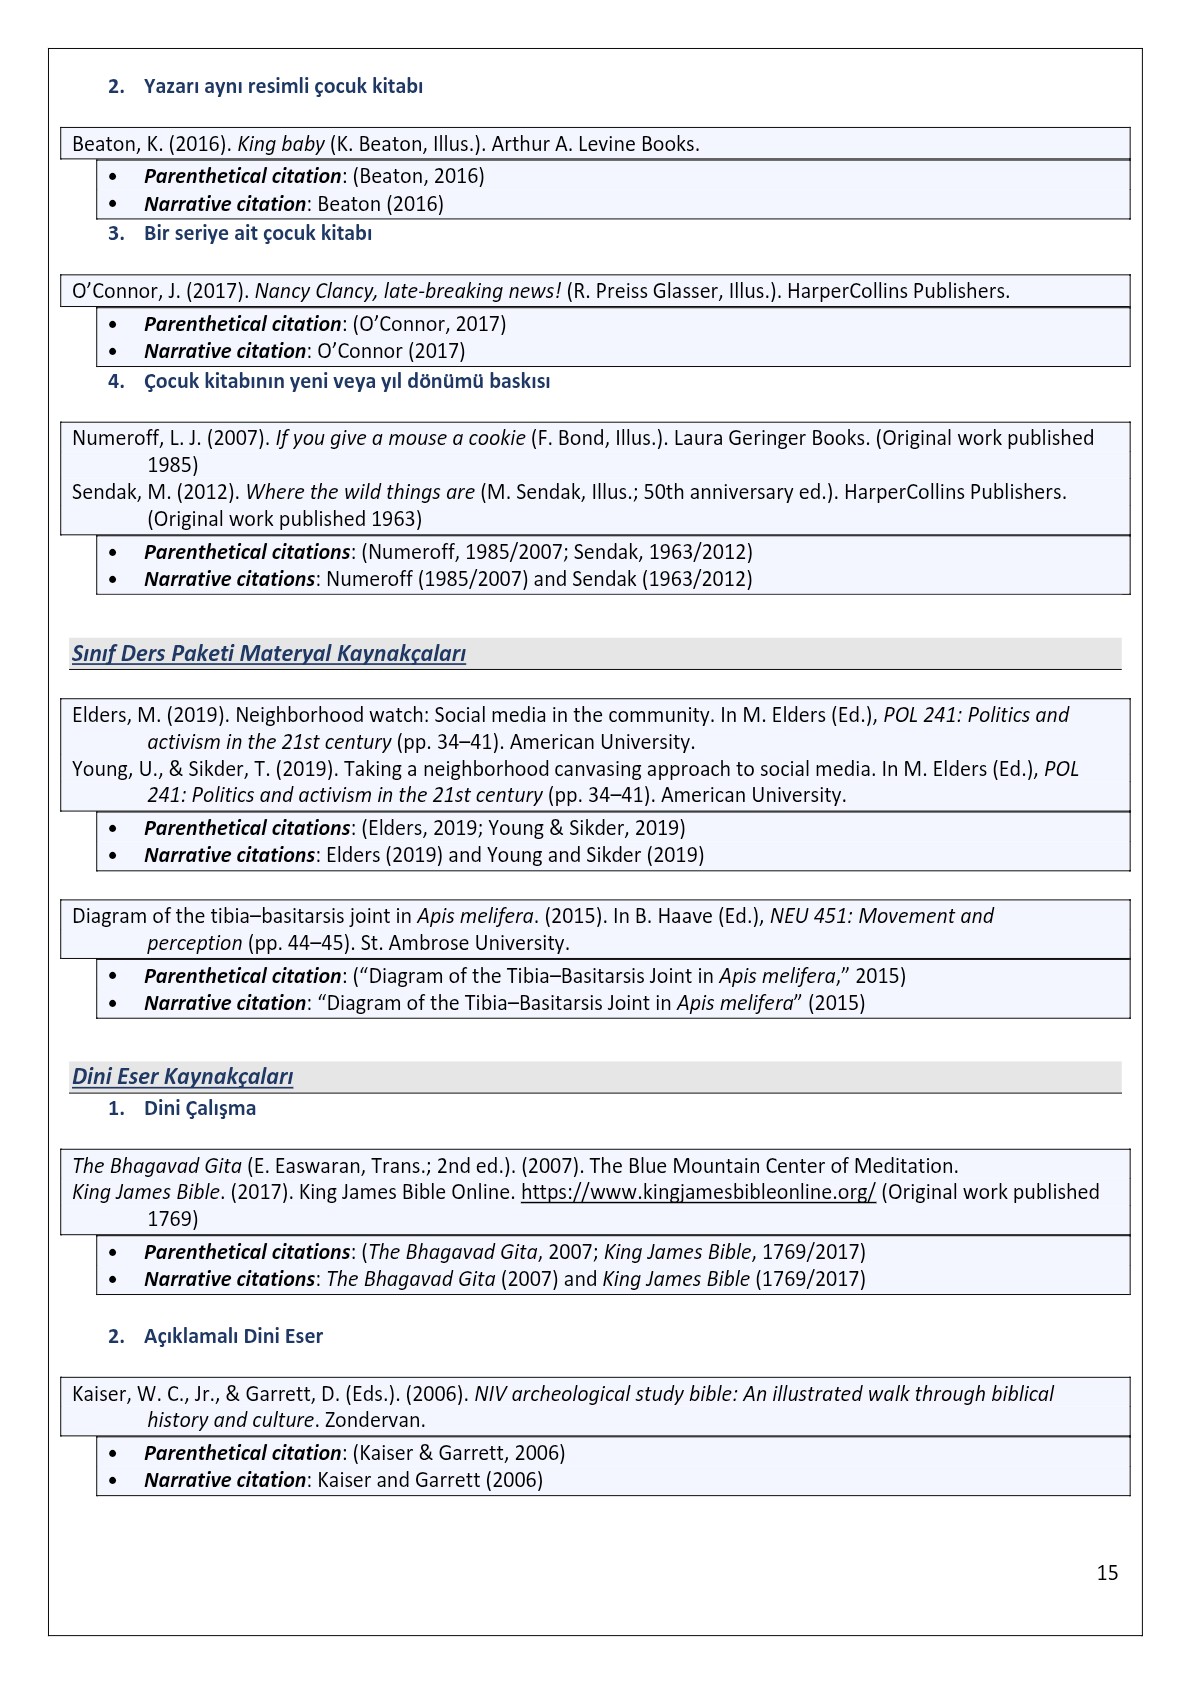 2. Yazarı aynı resimli çocuk kitabı
Beaton, K. (2016). King baby (K. Beaton, Illus.). Arthur A. Levine Books.
• Parenthetical citation: (Beaton, 2016)
• Narrative citation: Beaton (2016)
3. Bir seriye ait çocuk kitabı
O’Connor, J. (2017). Nancy Clancy, late-breaking news! (R. Preiss Glasser, Illus.). HarperCollins Publishers.
• Parenthetical citation: (O’Connor, 2017)
• Narrative citation: O’Connor (2017)
4. Çocuk kitabının yeni veya yıl dönümü baskısı
Numeroff, L. J. (2007). If you give a mouse a cookie (F. Bond, Illus.). Laura Geringer Books. (Original work published
1985)
Sendak, M. (2012). Where the wild things are (M. Sendak, Illus.; 50th anniversary ed.). HarperCollins Publishers.
(Original work published 1963)
• Parenthetical citations: (Numeroff, 1985/2007; Sendak, 1963/2012)
• Narrative citations: Numeroff (1985/2007) and Sendak (1963/2012)
Sınıf Ders Paketi Materyal Kaynakçaları
Elders, M. (2019). Neighborhood watch: Social media in the community. In M. Elders (Ed.), POL 241: Politics and
activism in the 21st century (pp. 34–41). American University.
Young, U., & Sikder, T. (2019). Taking a neighborhood canvasing approach to social media. In M. Elders (Ed.), POL
241: Politics and activism in the 21st century (pp. 34–41). American University.
• Parenthetical citations: (Elders, 2019; Young & Sikder, 2019)
• Narrative citations: Elders (2019) and Young and Sikder (2019)
Diagram of the tibia–basitarsis joint in Apis melifera. (2015). In B. Haave (Ed.), NEU 451: Movement and
perception (pp. 44–45). St. Ambrose University.
• Parenthetical citation: (“Diagram of the Tibia–Basitarsis Joint in Apis melifera,” 2015)
• Narrative citation: “Diagram of the Tibia–Basitarsis Joint in Apis melifera” (2015)
Dini Eser Kaynakçaları
1. Dini Çalışma
The Bhagavad Gita (E. Easwaran, Trans.; 2nd ed.). (2007). The Blue Mountain Center of Meditation.
King James Bible. (2017). King James Bible Online. https://www.kingjamesbibleonline.org/ (Original work published
1769)
• Parenthetical citations: (The Bhagavad Gita, 2007; King James Bible, 1769/2017)
• Narrative citations: The Bhagavad Gita (2007) and King James Bible (1769/2017)
2. Açıklamalı Dini Eser
Kaiser, W. C., Jr., & Garrett, D. (Eds.). (2006). NIV archeological study bible: An illustrated walk through biblical
history and culture. Zondervan.
• Parenthetical citation: (Kaiser & Garrett, 2006)
• Narrative citation: Kaiser and Garrett (2006)
15